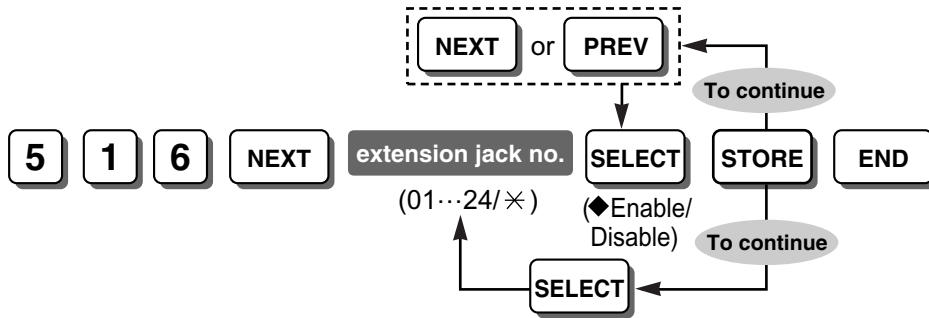 NEXT or PREV
To continue
5 1 6 NEXT extension jack no. SELECT STORE END
(01···24/✳)
(◆Enable/
Disable)
To continue
SELECT